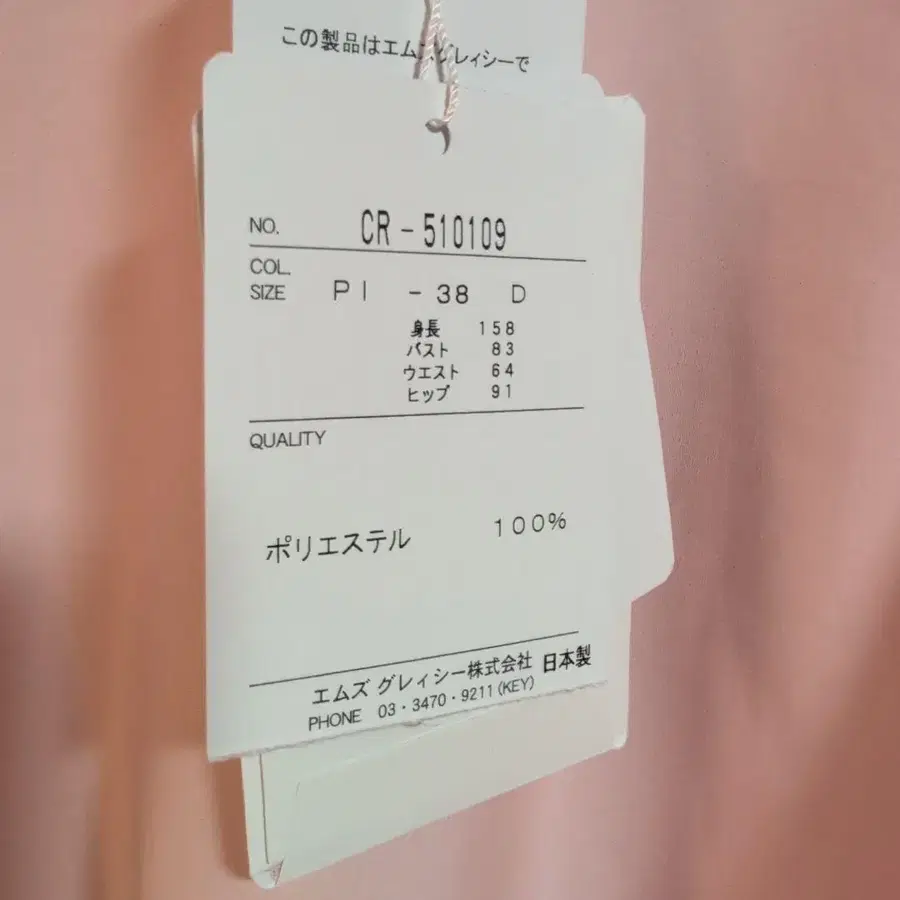 この製品はエムズグレィシーで
NO. CR-510109
COL.
SIZE PI -38 D
身長 158
バスト 83
ウエスト 64
ヒップ 91
QUALITY
ポリエステル 100%
エムズ グレィシー株式会社 日本製
PHONE 03・3470・9211(KEY)